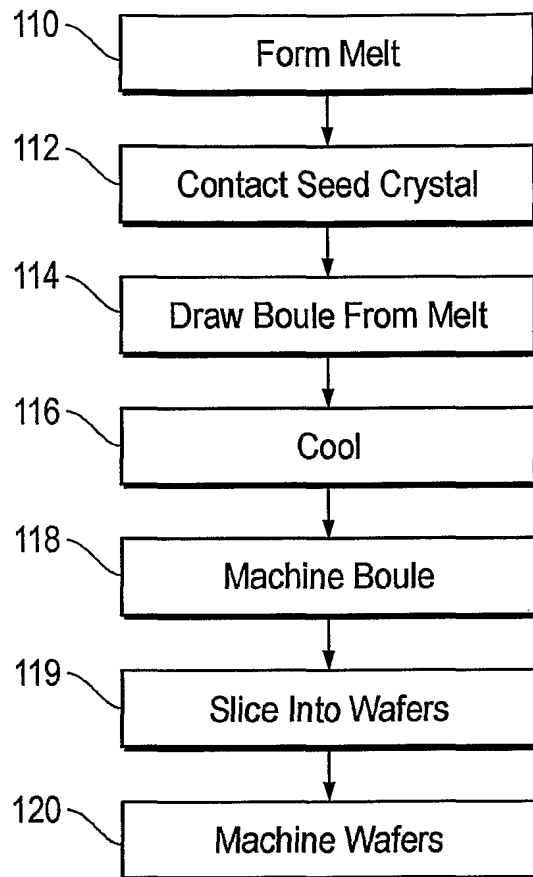 110 Form Melt
112 Contact Seed Crystal
114 Draw Boule From Melt
116 Cool
118 Machine Boule
119 Slice Into Wafers
120 Machine Wafers